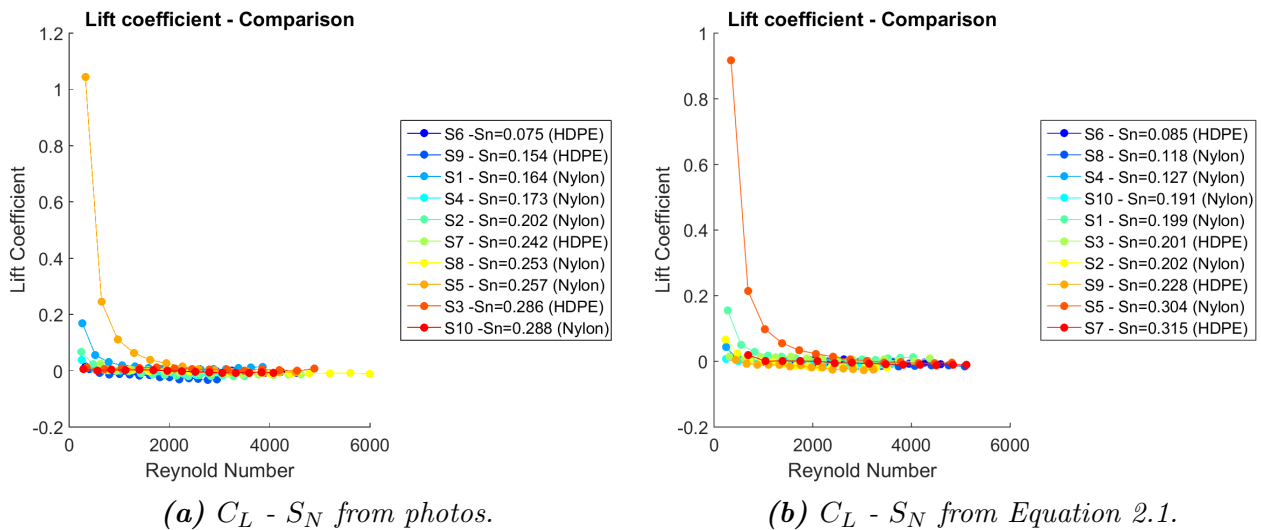 Lift coefficient - Comparison
1.2
1
0.8
0.6
0.4
0.2
0
-0.2
0
2000
4000
6000
Lift Coefficient
Reynold Number
S6 -Sn=0.075 (HDPE)
S9 - Sn=0.154 (HDPE)
S1 - Sn=0.164 (Nylon)
S4 - Sn=0.173 (Nylon)
S2 - Sn=0.202 (Nylon)
S7 - Sn=0.242 (HDPE)
S8 - Sn=0.253 (Nylon)
S5 - Sn=0.257 (Nylon)
S3 -Sn=0.286 (HDPE)
S10 -Sn=0.288 (Nylon)
(a) C_L - S_N from photos.
Lift coefficient - Comparison
1
0.8
0.6
0.4
0.2
0
-0.2
0
2000
4000
6000
Lift Coefficient
Reynold Number
S6 - Sn=0.085 (HDPE)
S8 - Sn=0.118 (Nylon)
S4 - Sn=0.127 (Nylon)
S10 - Sn=0.191 (Nylon)
S1 - Sn=0.199 (Nylon)
S3 - Sn=0.201 (HDPE)
S2 - Sn=0.202 (Nylon)
S9 - Sn=0.228 (HDPE)
S5 - Sn=0.304 (Nylon)
S7 - Sn=0.315 (HDPE)
(b) C_L - S_N from Equation 2.1.